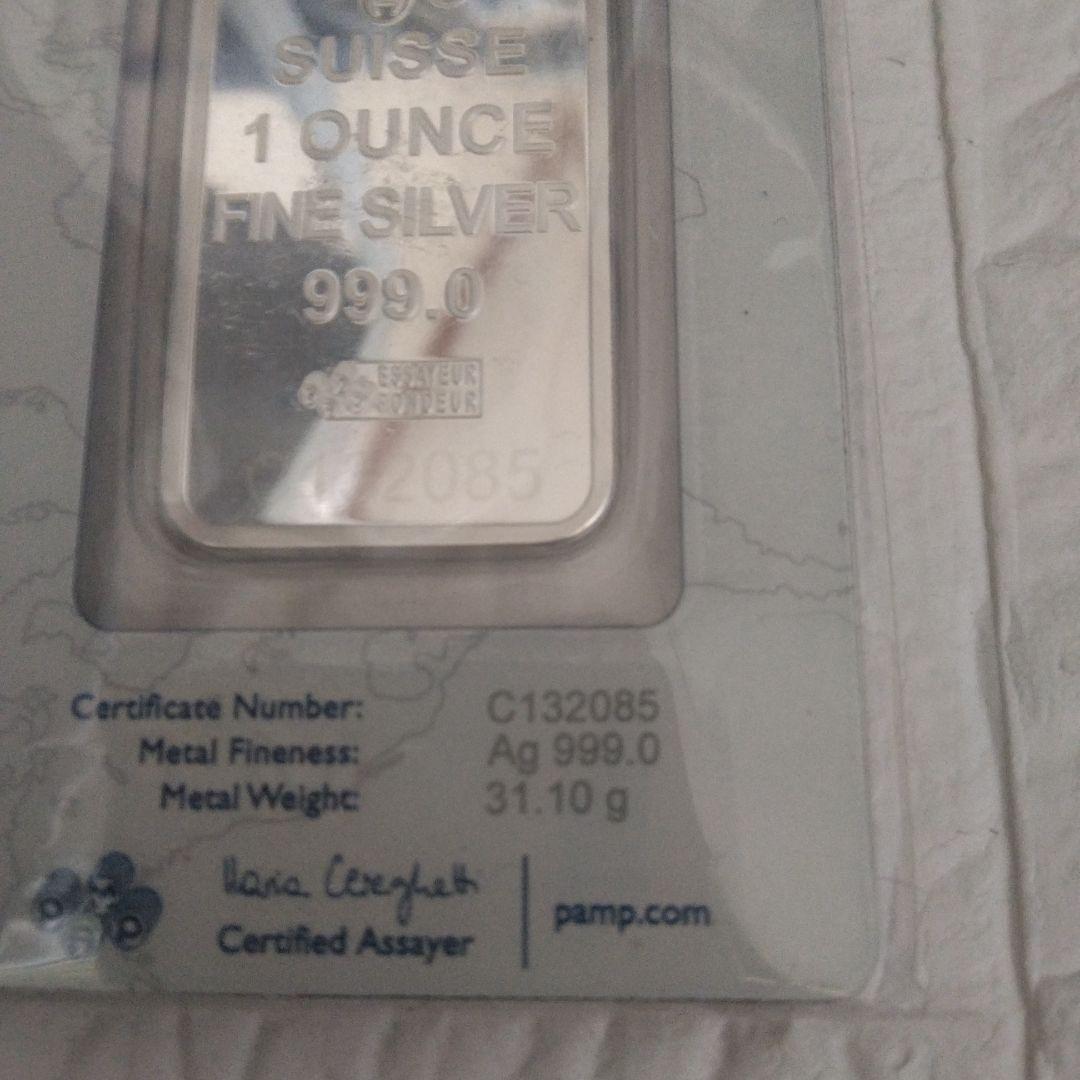 SUISSE
1 OUNCE
FINE SILVER
999.0
ESSAYEUR
FONDEUR
C132085
Certificate Number: C132085
Metal Fineness: Ag 999.0
Metal Weight: 31.10 g
Certified Assayer
pamp.com